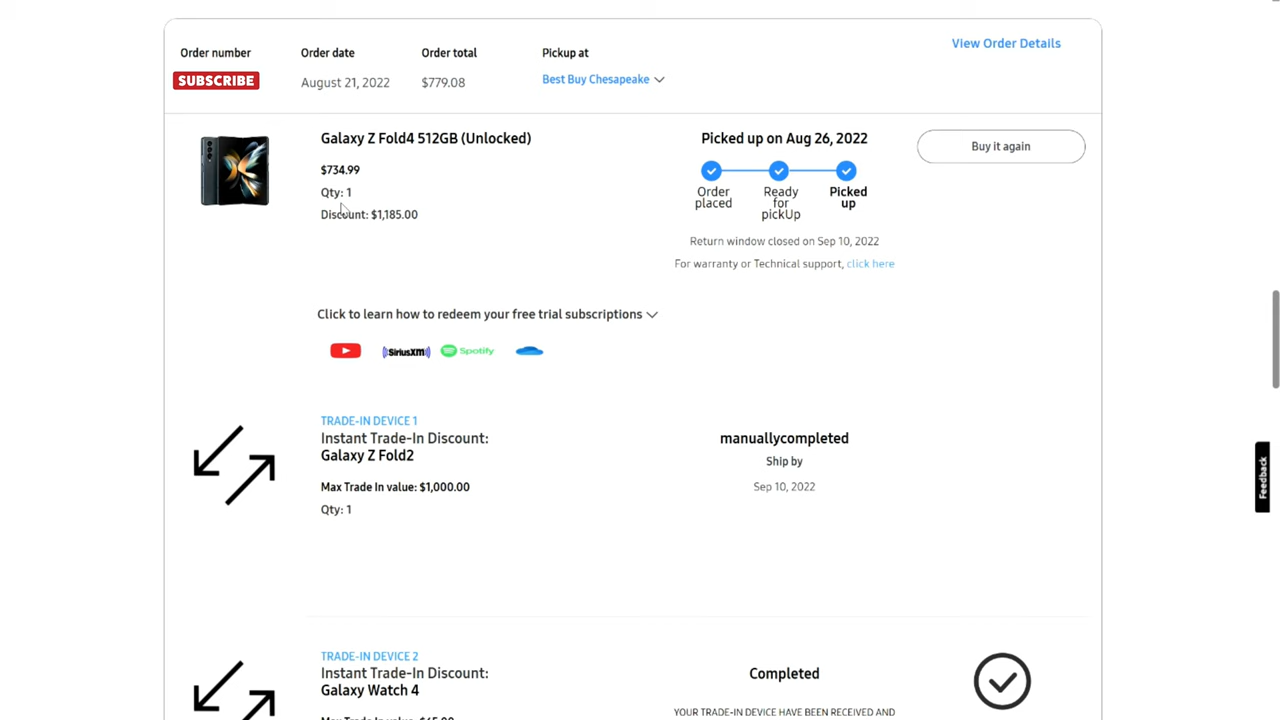 Order number
Order date
Order total
Pickup at
View Order Details
SUBSCRIBE
August 21, 2022
$779.08
Best Buy Chesapeake
Galaxy Z Fold4 512GB (Unlocked)
$734.99
Qty: 1
Discount: $1,185.00
Picked up on Aug 26, 2022
Order
placed
Ready
for
pickUp
Picked
up
Return window closed on Sep 10, 2022
For warranty or Technical support, click here
Buy it again
Click to learn how to redeem your free trial subscriptions
SiriusXM
Spotify
TRADE-IN DEVICE 1
Instant Trade-In Discount:
Galaxy Z Fold2
Max Trade In value: $1,000.00
Qty: 1
manuallycompleted
Ship by
Sep 10, 2022
Feedback
TRADE-IN DEVICE 2
Instant Trade-In Discount:
Galaxy Watch 4
Max Trade In value: $65.00
Completed
YOUR TRADE-IN DEVICE HAVE BEEN RECEIVED AND